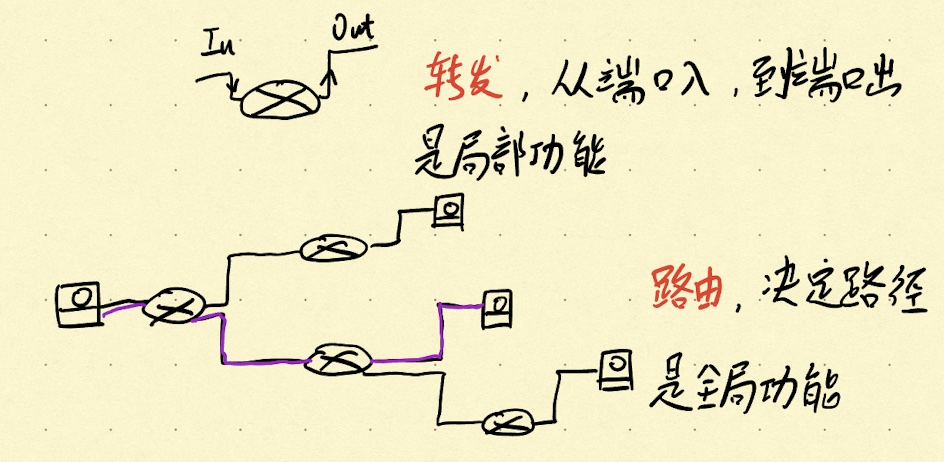 In
Out
转发，从端口入，到端口出
是局部功能
路由，决定路径
是全局功能